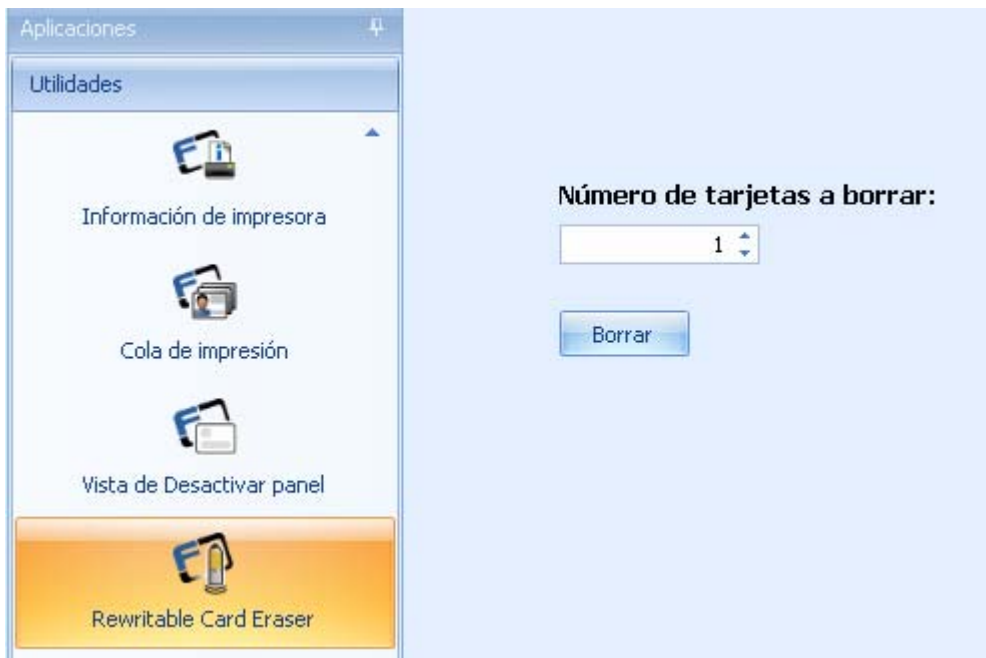 Aplicaciones
Utilidades
Información de impresora
Cola de impresión
Vista de Desactivar panel
Rewritable Card Eraser
Número de tarjetas a borrar:
1
Borrar